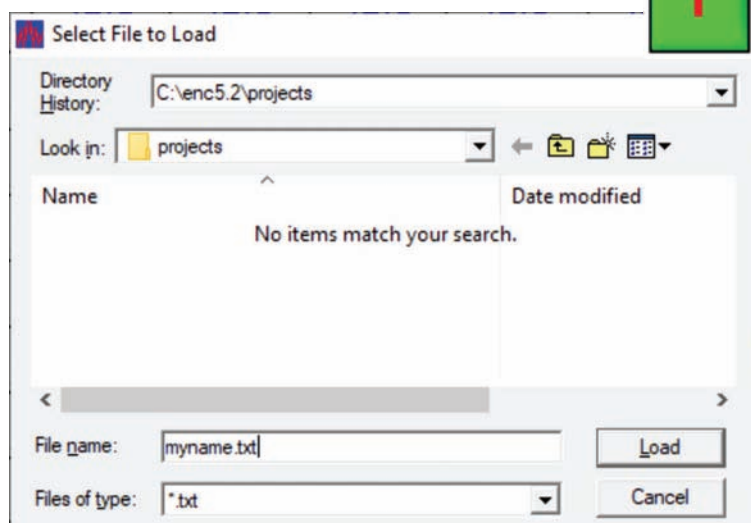 Select File to Load
Directory History: C:\enc5.2\projects
Look in: projects
Name Date modified
No items match your search.
File name: myname.txt Load
Files of type: *.txt Cancel